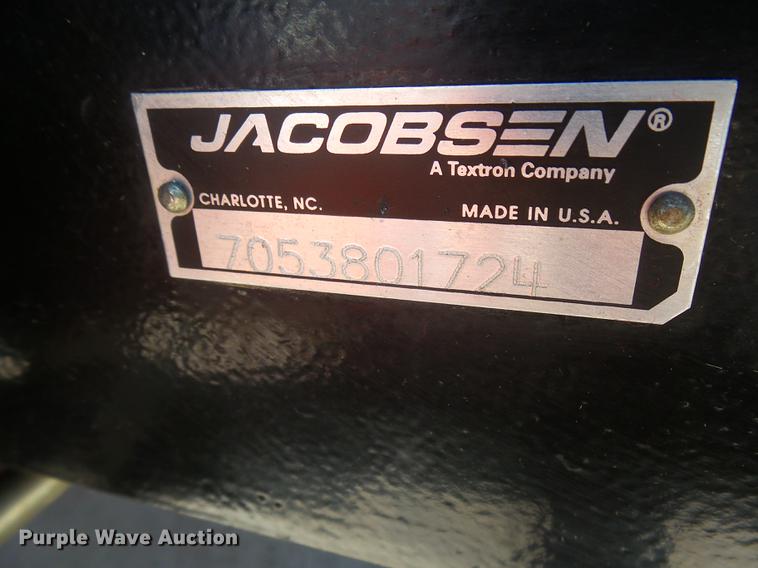 JACOBSEN®
A Textron Company
CHARLOTTE, NC. MADE IN U.S.A.
7053801724
Purple Wave Auction